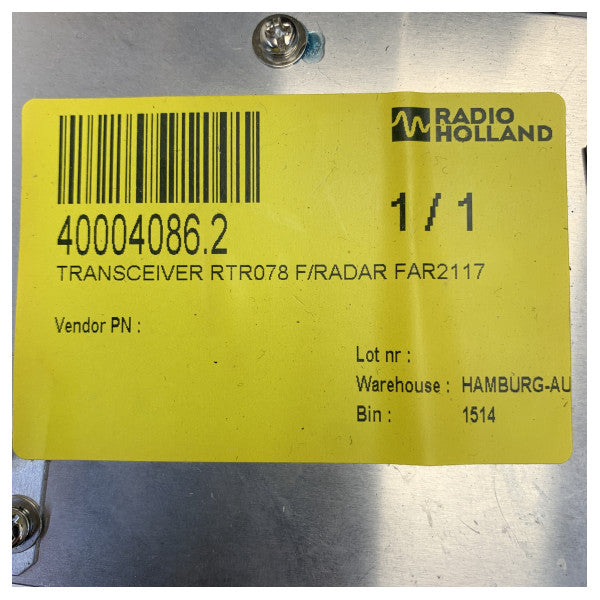 RADIO
HOLLAND
40004086.2
1 / 1
TRANSCEIVER RTR078 F/RADAR FAR2117
Vendor PN :
Lot nr :
Warehouse : HAMBURG-AU
Bin : 1514